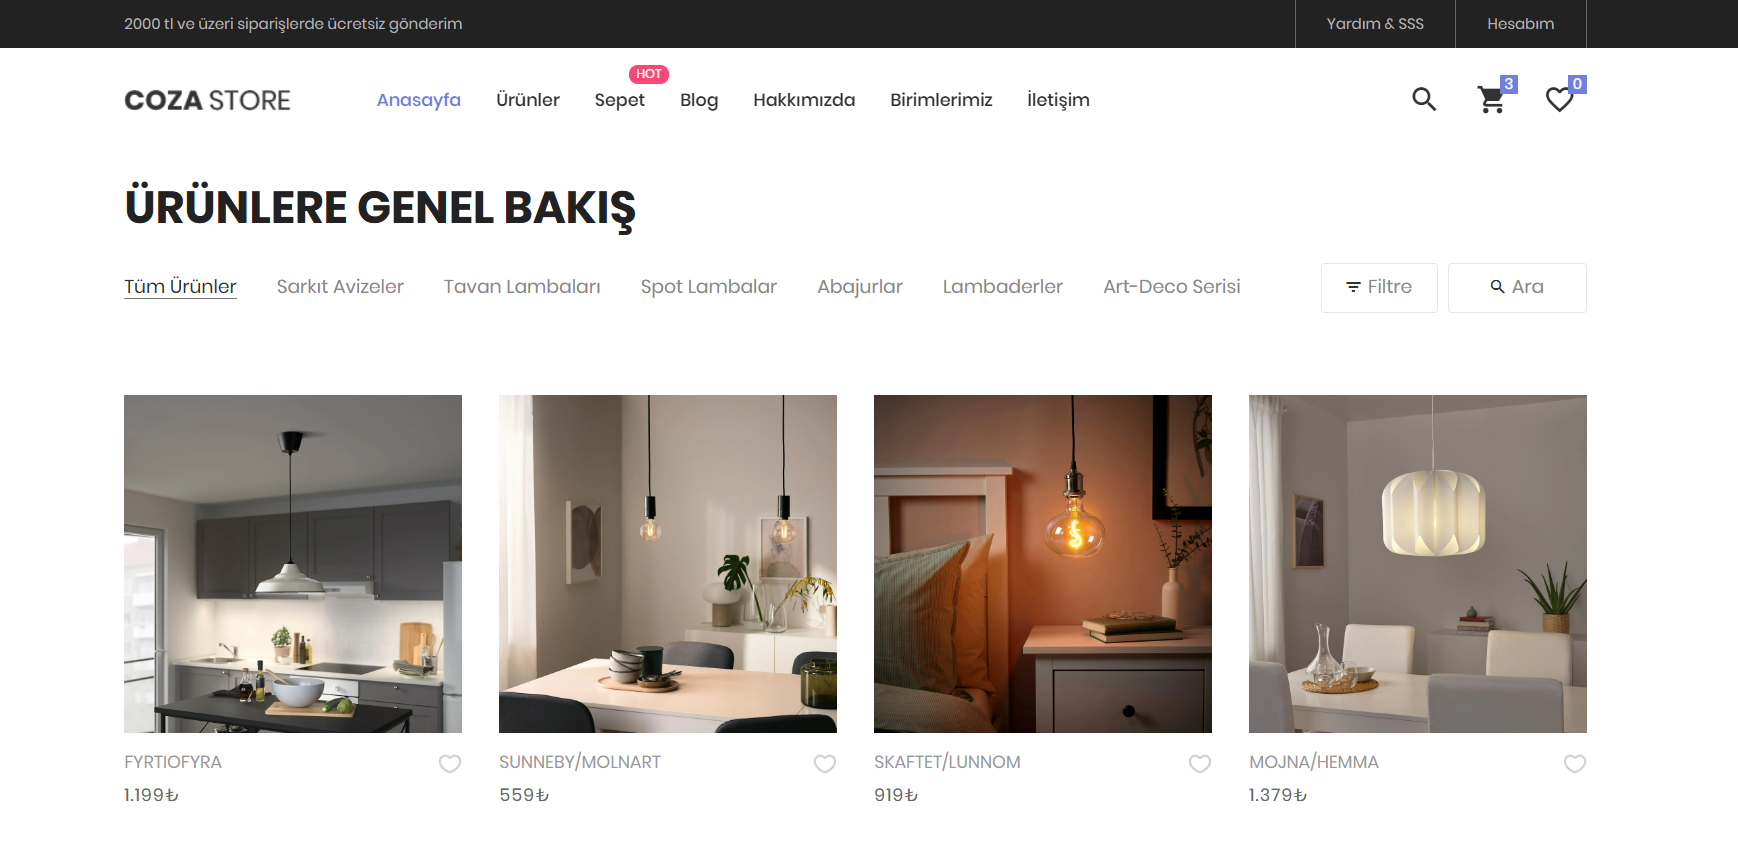 2000 tl ve üzeri siparişlerde ücretsiz gönderim
Yardım & SSS
Hesabım
COZA STORE
Anasayfa
Ürünler
Sepet
HOT
Blog
Hakkımızda
Birimlerimiz
İletişim
3
0
ÜRÜNLERE GENEL BAKIŞ
Tüm Ürünler
Sarkıt Avizeler
Tavan Lambaları
Spot Lambalar
Abajurlar
Lambaderler
Art-Deco Serisi
Filtre
Ara
FYRTIOFYRA
1.199₺
SUNNEBY/MOLNART
559₺
SKAFTET/LUNNOM
919₺
MOJNA/HEMMA
1.379₺